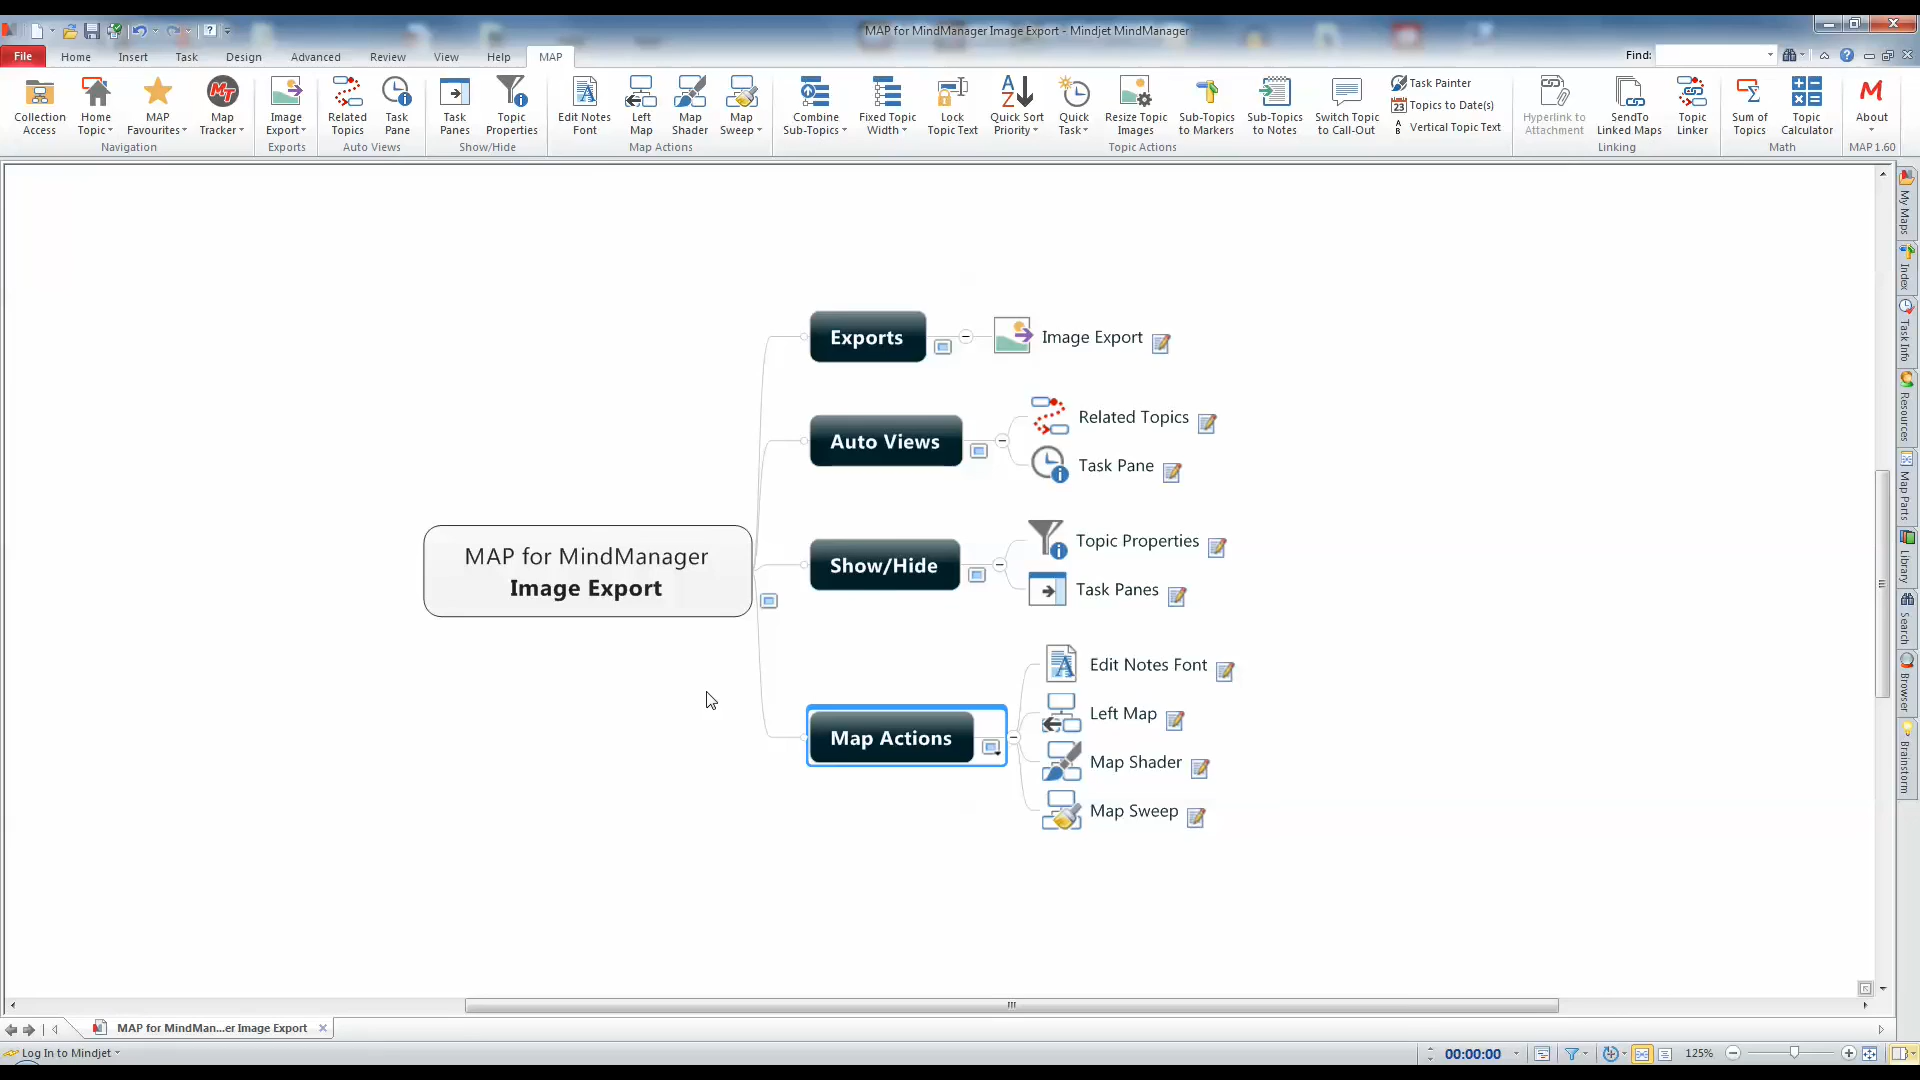 MAP for MindManager Image Export - Mindjet MindManager
File Home Insert Task Design Advanced Review View Help MAP
Find:
Collection Access
Home Topic
MAP Favourites
Map Tracker
Navigation
Image Export
Exports
Related Topics
Task Pane
Auto Views
Task Panes
Topic Properties
Show/Hide
Edit Notes Font
Left Map
Map Shader
Map Sweep
Map Actions
Combine Sub-Topics
Fixed Topic Width
Lock Topic Text
Quick Sort Priority
Quick Task
Resize Topic Images
Sub-Topics to Markers
Sub-Topics to Notes
Switch Topic to Call-Out
Task Painter
Topics to Date(s)
Vertical Topic Text
Topic Actions
Hyperlink to Attachment
SendTo Linked Maps
Topic Linker
Linking
Sum of Topics
Topic Calculator
Math
About
MAP 1.60
MAP for MindManager
Image Export
Exports
Image Export
Auto Views
Related Topics
Task Pane
Show/Hide
Topic Properties
Task Panes
Map Actions
Edit Notes Font
Left Map
Map Shader
Map Sweep
My Maps
Index
Task Info
Resources
Map Parts
Library
Search
Browser
Brainstorm
MAP for MindMan...er Image Export
Log In to Mindjet
00:00:00
125%